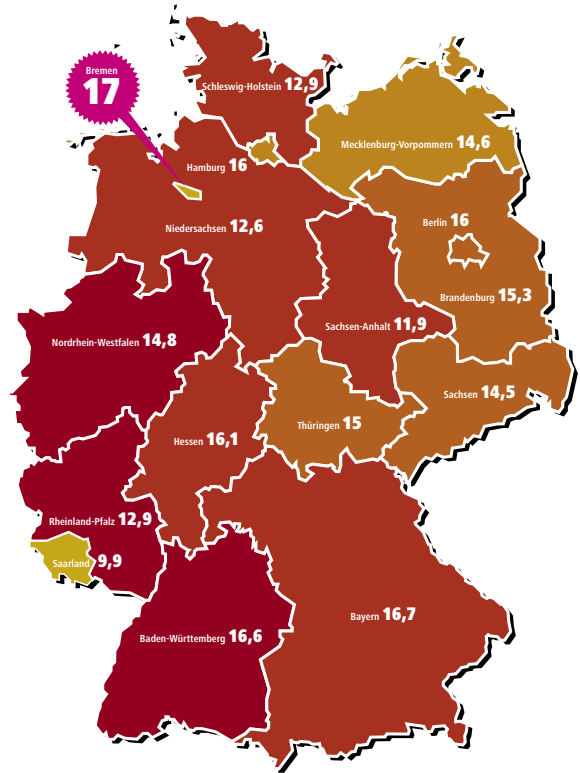 Bremen
17
Schleswig-Holstein 12,9
Mecklenburg-Vorpommern 14,6
Hamburg 16
Niedersachsen 12,6
Berlin 16
Brandenburg 15,3
Sachsen-Anhalt 11,9
Nordrhein-Westfalen 14,8
Sachsen 14,5
Thüringen 15
Hessen 16,1
Rheinland-Pfalz 12,9
Saarland 9,9
Bayern 16,7
Baden-Württemberg 16,6